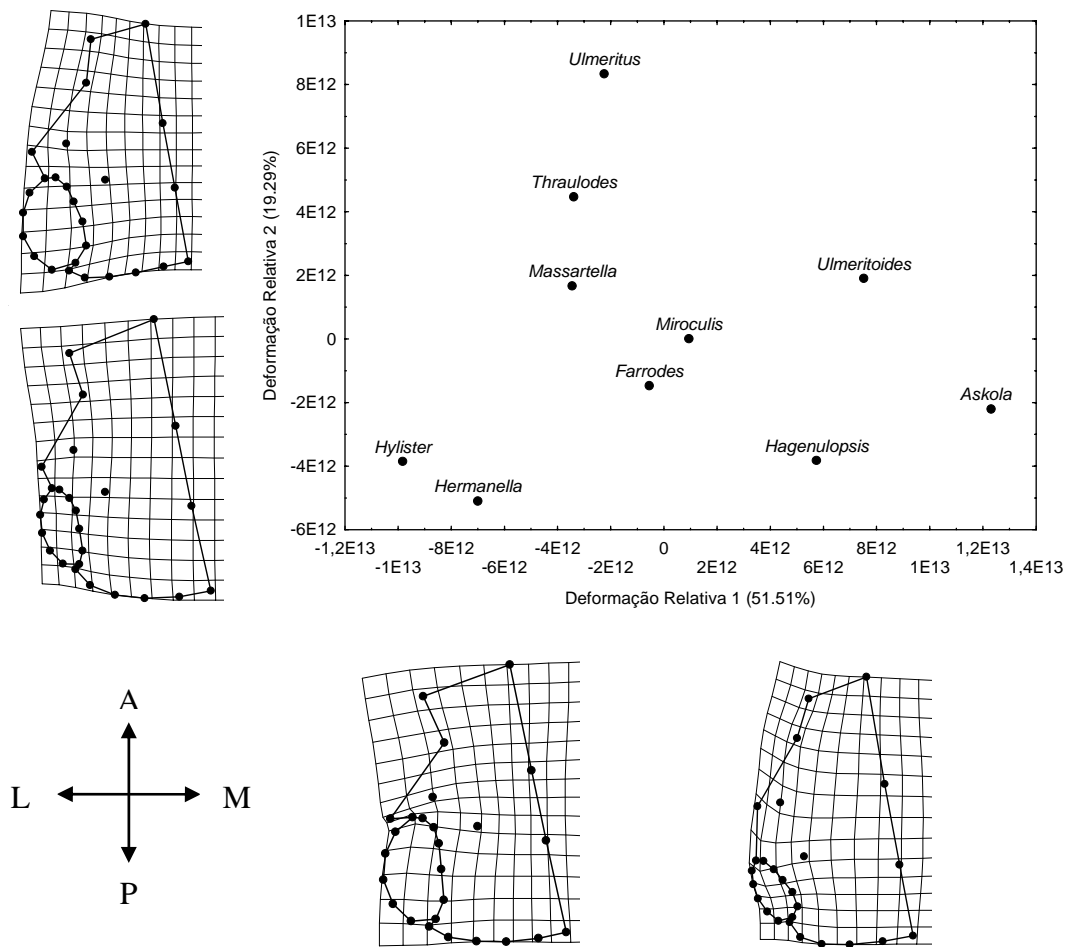 1E13
8E12
6E12
4E12
2E12
0
-2E12
-4E12
-6E12
Deformação Relativa 2 (19.29%)
Ulmeritus
Thraulodes
Massartella
Ulmeritoides
Miroculis
Farrodes
Askola
Hylister
Hagenulopsis
Hermanella
-1,2E13
-8E12
-4E12
0
4E12
8E12
1,2E13
-1E13
-6E12
-2E12
2E12
6E12
1E13
1,4E13
Deformação Relativa 1 (51.51%)
A
L
M
P